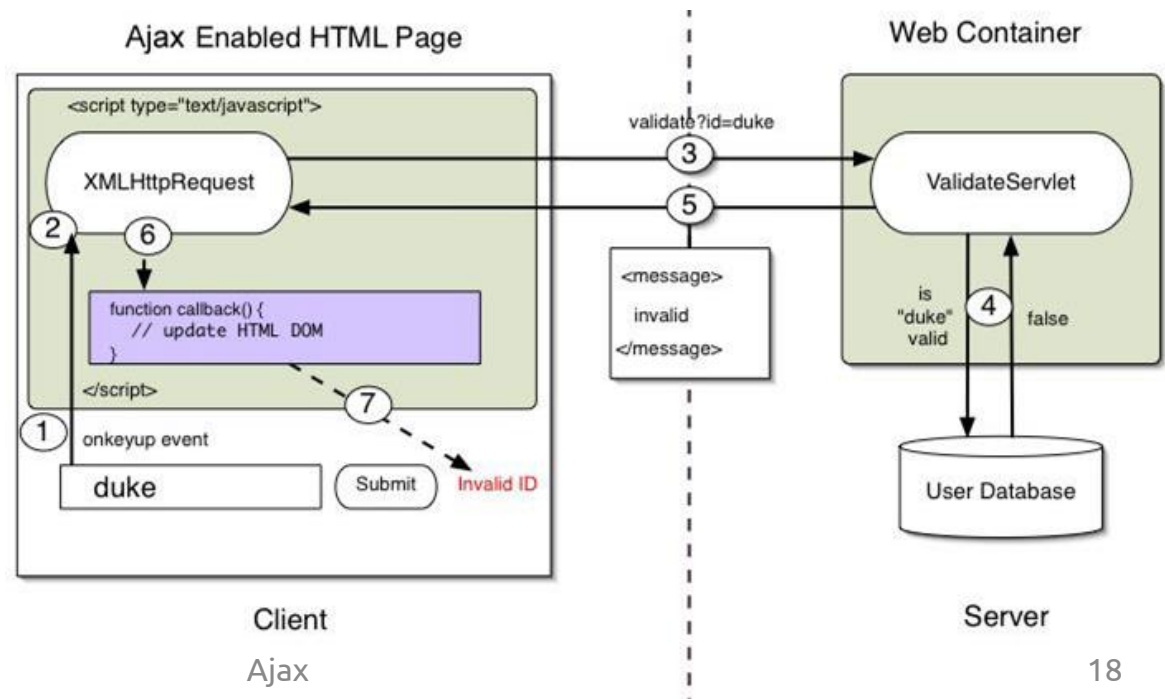 Ajax Enabled HTML Page
Web Container
<script type="text/javascript">
XMLHttpRequest
2
6
function callback() {
// update HTML DOM
}
</script>
7
1
onkeyup event
duke
Submit
Invalid ID
validate?id=duke
3
5
<message>
invalid
</message>
ValidateServlet
is
"duke"
valid
4
false
User Database
Client
Server
Ajax
18